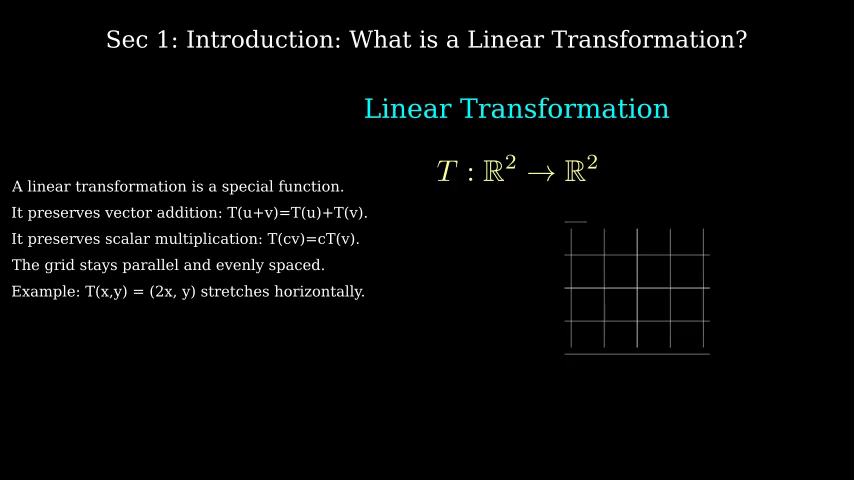 Sec 1: Introduction: What is a Linear Transformation?
Linear Transformation
T : ℝ² → ℝ²
A linear transformation is a special function.
It preserves vector addition: T(u+v)=T(u)+T(v).
It preserves scalar multiplication: T(cv)=cT(v).
The grid stays parallel and evenly spaced.
Example: T(x,y) = (2x, y) stretches horizontally.